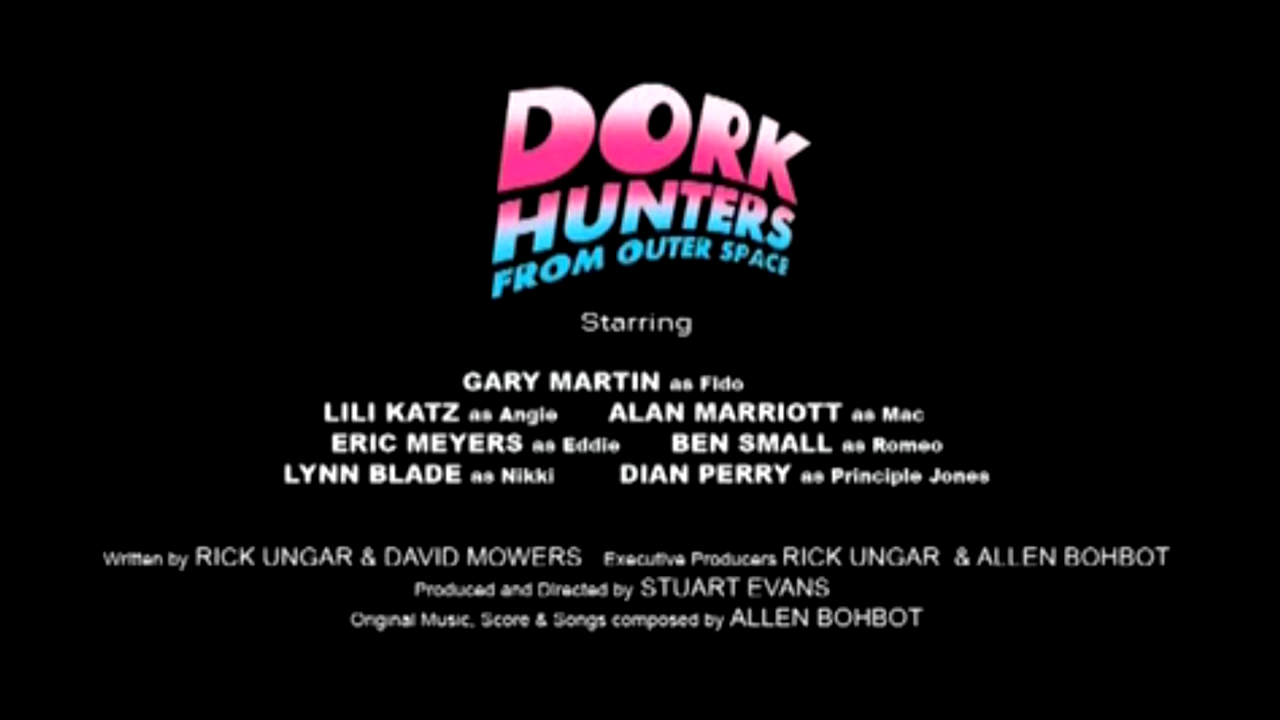 DORK
HUNTERS
FROM OUTER SPACE
Starring
GARY MARTIN as Fido
LILI KATZ as Angie ALAN MARRIOTT as Mac
ERIC MEYERS as Eddie BEN SMALL as Romeo
LYNN BLADE as Nikki DIAN PERRY as Principle Jones
Written by RICK UNGAR & DAVID MOWERS Executive Producers RICK UNGAR & ALLEN BOHBOT
Produced and Directed by STUART EVANS
Original Music, Score & Songs composed by ALLEN BOHBOT